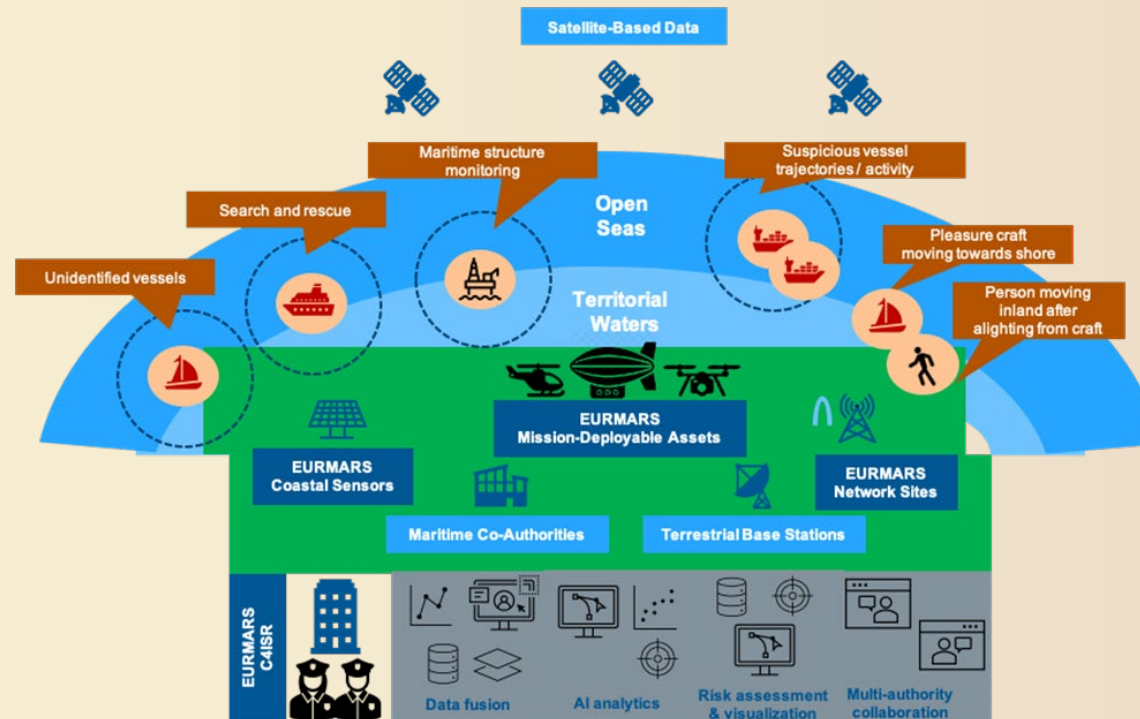 Satellite-Based Data
Maritime structure
monitoring
Suspicious vessel
trajectories / activity
Search and rescue
Open
Seas
Pleasure craft
moving towards shore
Unidentified vessels
Territorial
Waters
Person moving
inland after
alighting from craft
EURMARS
Mission-Deployable Assets
EURMARS
Coastal Sensors
EURMARS
Network Sites
Maritime Co-Authorities
Terrestrial Base Stations
EURMARS
C4ISR
Data fusion
AI analytics
Risk assessment
& visualization
Multi-authority
collaboration